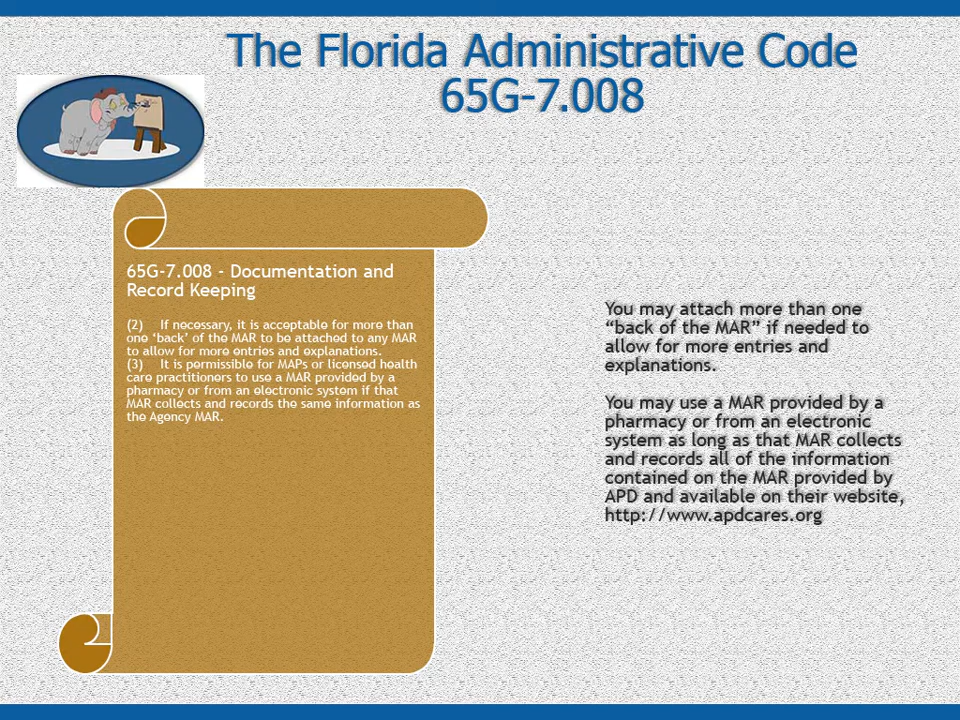 The Florida Administrative Code
65G-7.008
65G-7.008 - Documentation and
Record Keeping
(2) If necessary, it is acceptable for more than
one ‘back’ of the MAR to be attached to any MAR
to allow for more entries and explanations.
(3) It is permissible for MAPs or licensed health
care practitioners to use a MAR provided by a
pharmacy or from an electronic system if that
MAR collects and records the same information as
the Agency MAR.
You may attach more than one
“back of the MAR” if needed to
allow for more entries and
explanations.
You may use a MAR provided by a
pharmacy or from an electronic
system as long as that MAR collects
and records all of the information
contained on the MAR provided by
APD and available on their website,
http://www.apdcares.org